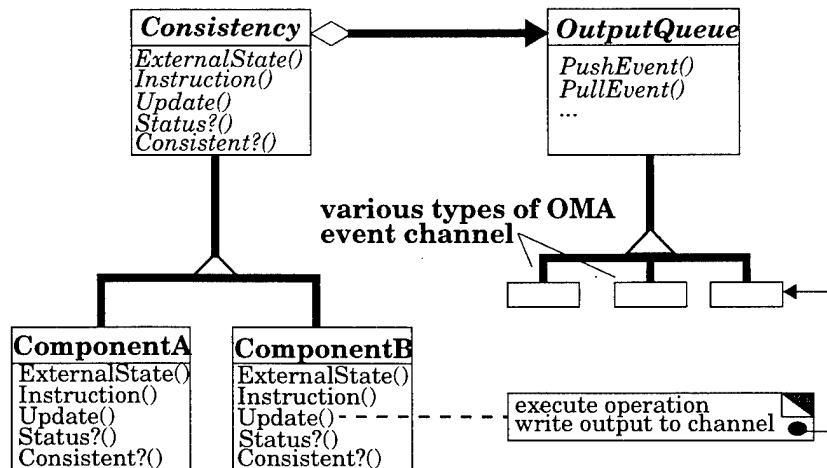 Consistency
ExternalState()
Instruction()
Update()
Status?()
Consistent?()
OutputQueue
PushEvent()
PullEvent()
...
various types of OMA
event channel
ComponentA
ExternalState()
Instruction()
Update()
Status?()
Consistent?()
ComponentB
ExternalState()
Instruction()
Update()
Status?()
Consistent?()
execute operation
write output to channel